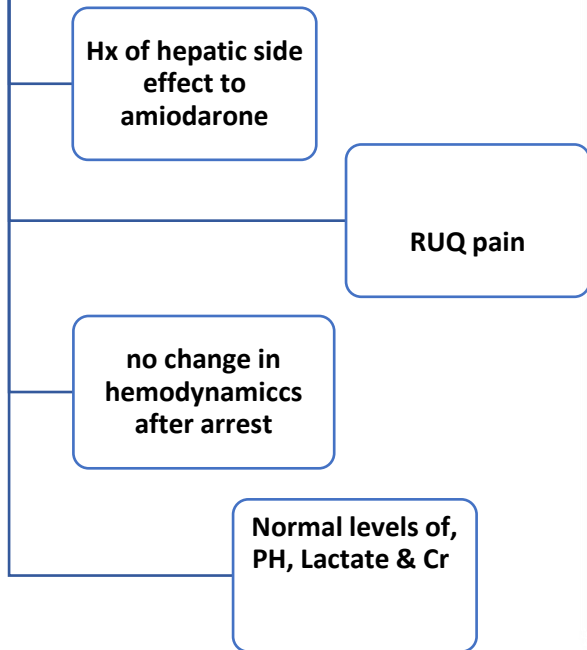 Hx of hepatic side
effect to
amiodarone
RUQ pain
no change in
hemodynamiccs
after arrest
Normal levels of,
PH, Lactate & Cr